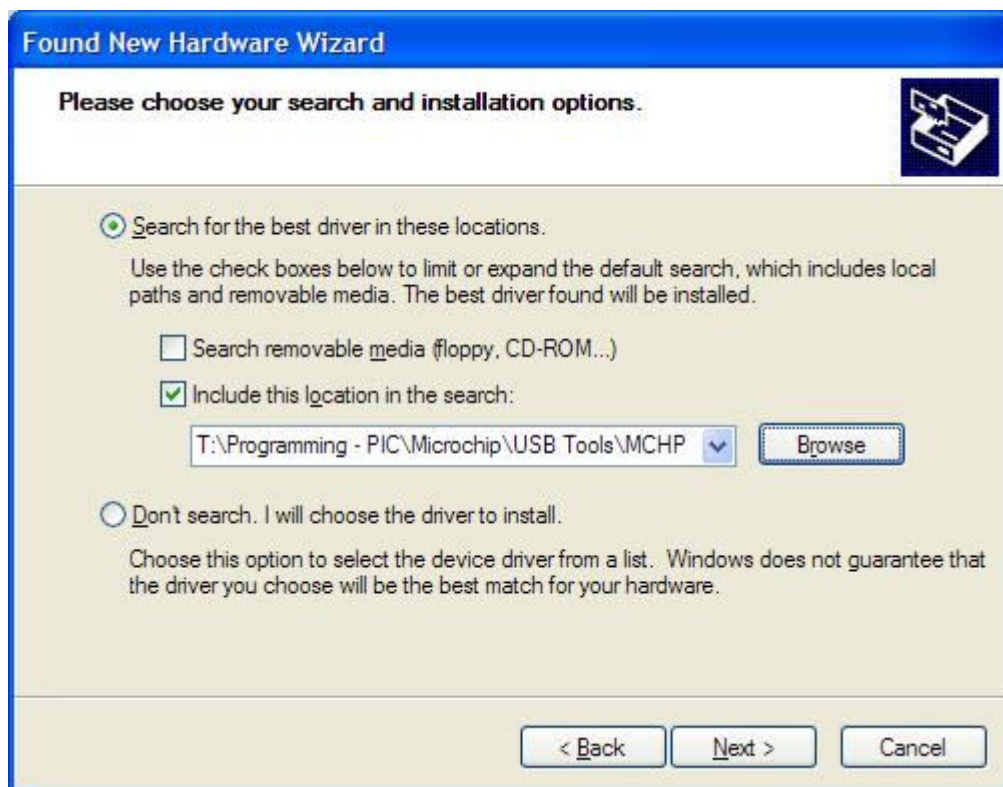 Found New Hardware Wizard
Please choose your search and installation options.
Search for the best driver in these locations.
Use the check boxes below to limit or expand the default search, which includes local
paths and removable media. The best driver found will be installed.
Search removable media (floppy, CD-ROM...)
Include this location in the search:
T:\Programming - PIC\Microchip\USB Tools\MCHP
Browse
Don't search. I will choose the driver to install.
Choose this option to select the device driver from a list. Windows does not guarantee that
the driver you choose will be the best match for your hardware.
< Back
Next >
Cancel